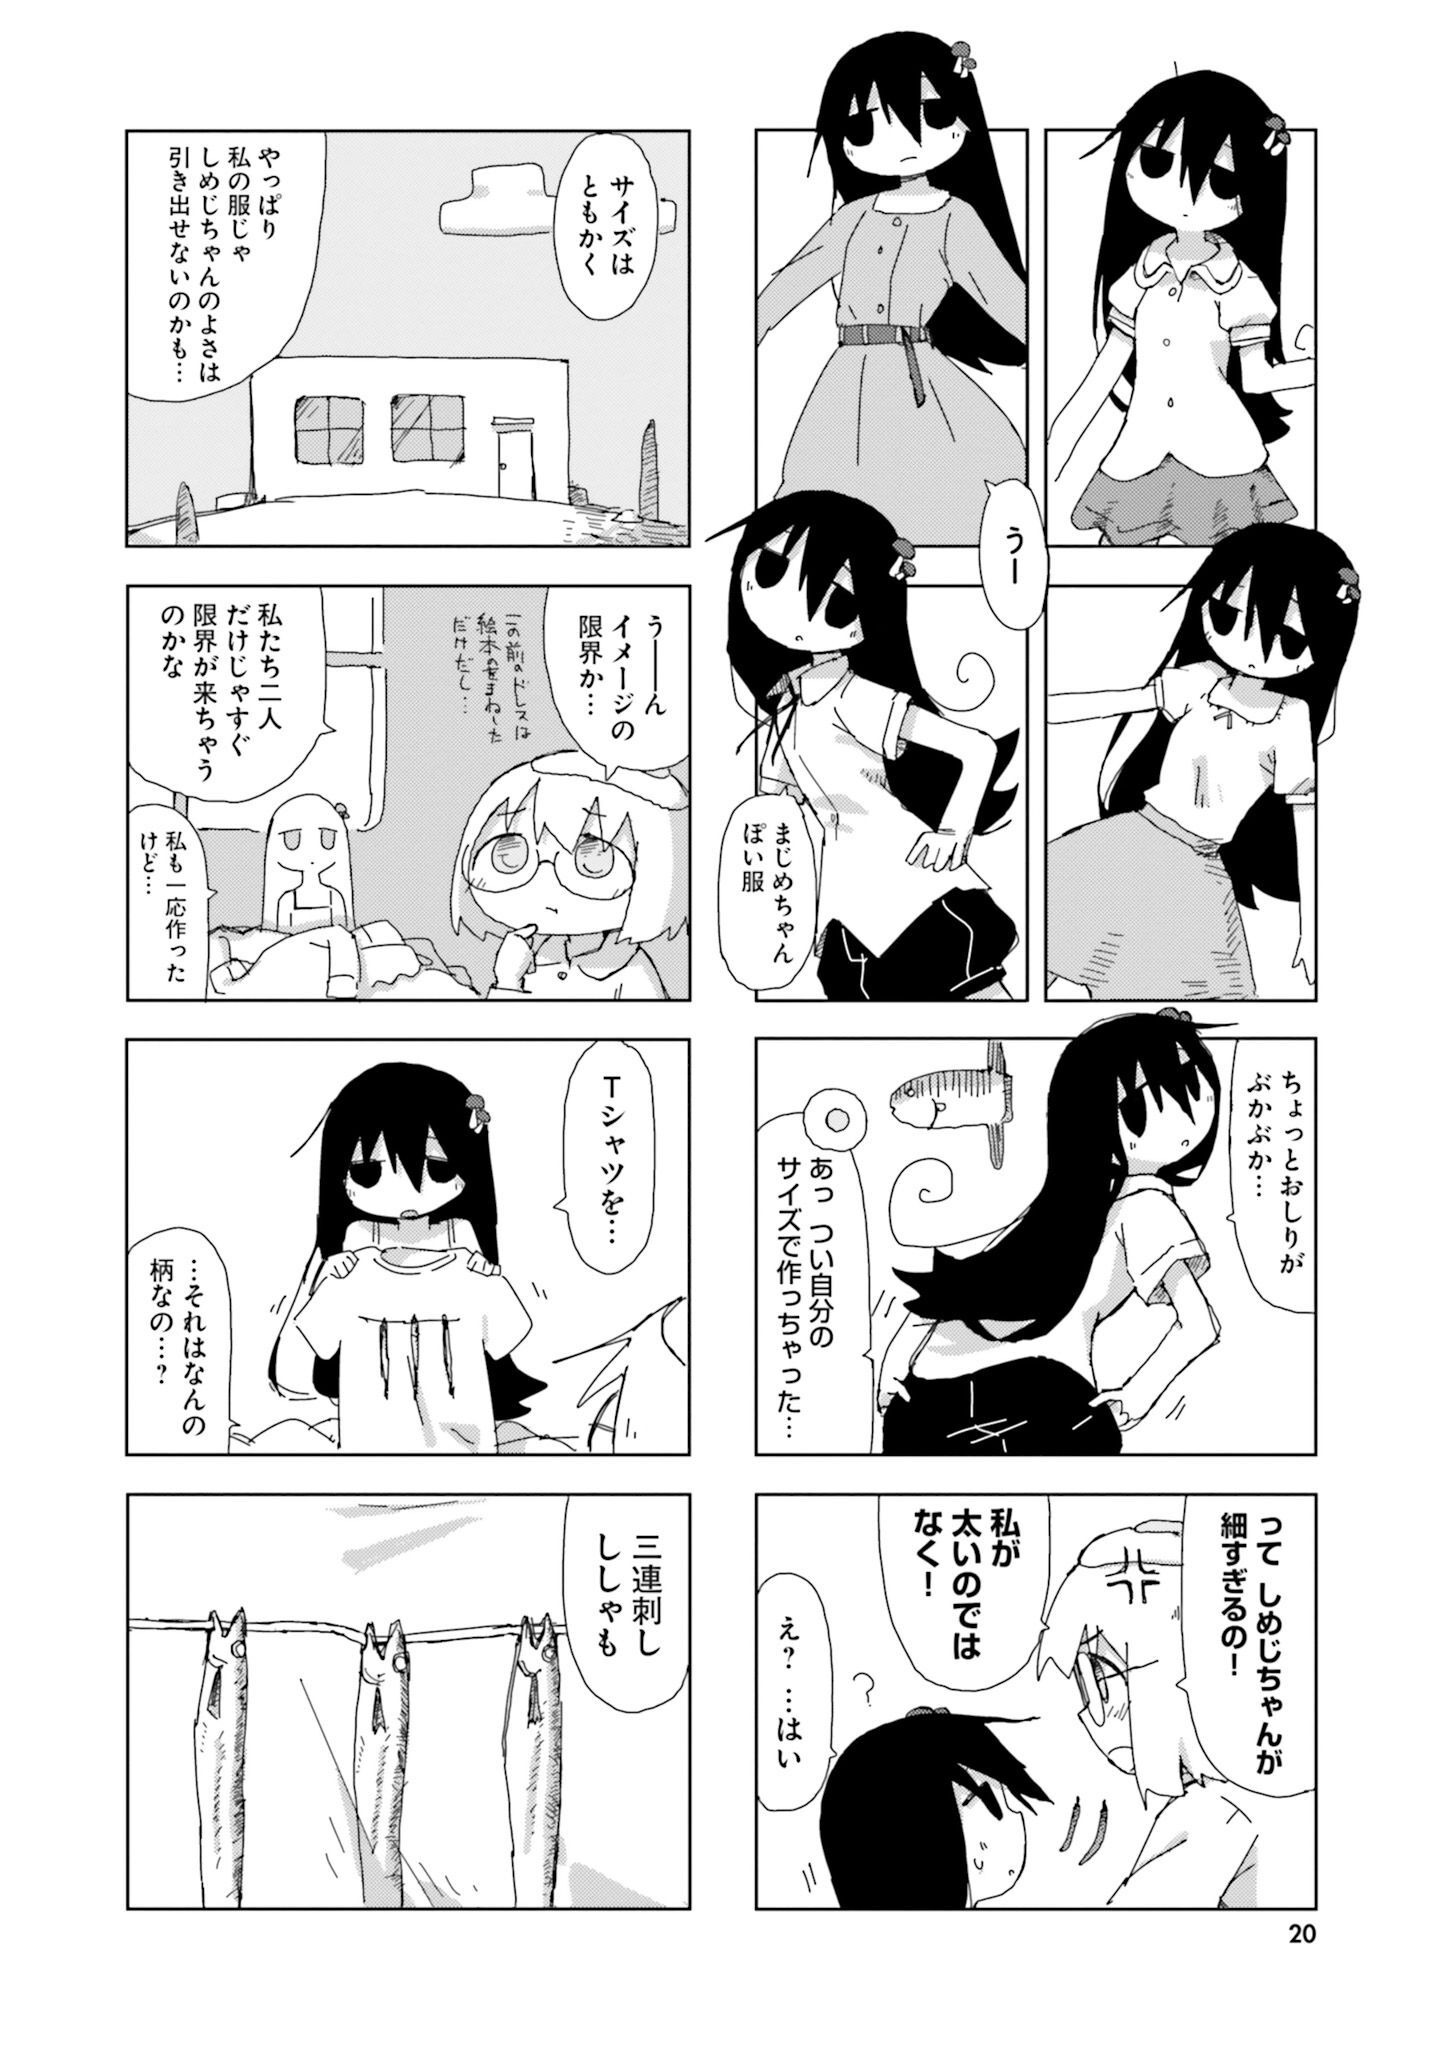 うー
まじめちゃん
ぽい服
ちょっとおしりが
ぶかぶか…
あっ つい自分の
サイズで作っちゃった…
って しめじちゃんが
細すぎるの！
私が
太いのでは
なく！
え？ …はい
サイズは
ともかく
やっぱり
私の服じゃ
しめじちゃんのよさは
引き出せないのかも…
うーーん
イメージの
限界か…
この前のドレスは
絵本のをまねした
だけだし…
私たち二人
だけじゃすぐ
限界が来ちゃう
のかな
私も一応作った
けど…
Tシャツを…
…それはなんの
柄なの…？
三連刺し
ししゃも
20